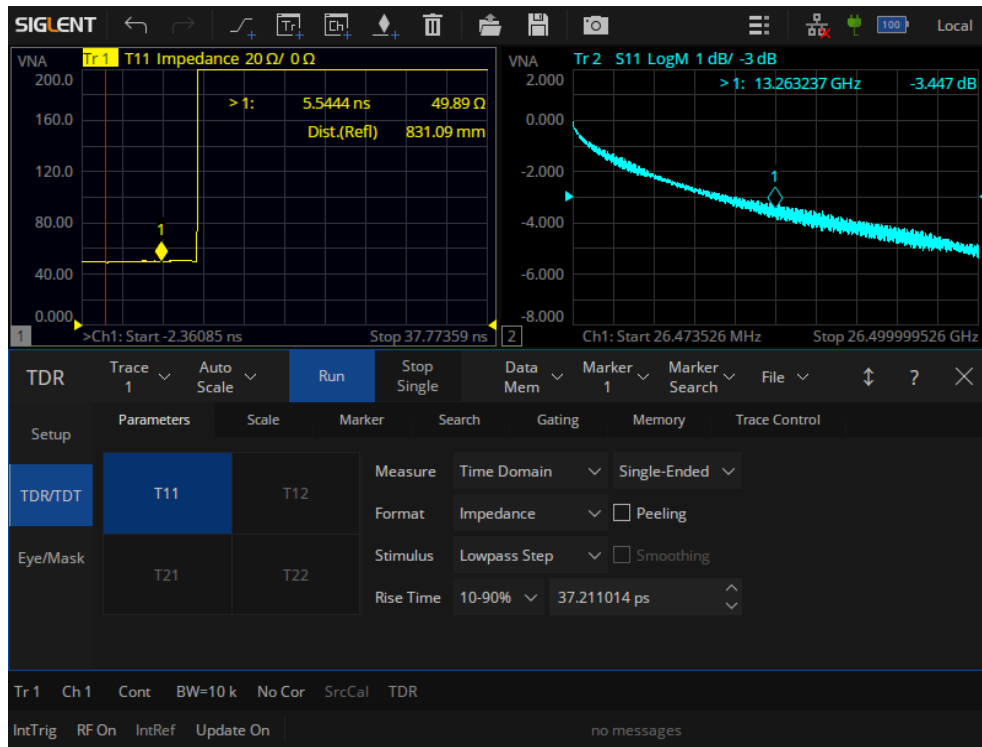 SIGLENT Tr Ch 100 Local
VNA Tr 1 T11 Impedance 20 Ω/ 0 Ω
200.0
> 1: 5.5444 ns 49.89 Ω
Dist.(Refl) 831.09 mm
160.0
120.0
80.00
1
40.00
0.000
1 >Ch1: Start -2.36085 ns Stop 37.77359 ns
VNA Tr 2 S11 LogM 1 dB/ -3 dB
2.000
> 1: 13.263237 GHz -3.447 dB
0.000
-2.000
1
-4.000
-6.000
-8.000
2 Ch1: Start 26.473526 MHz Stop 26.499999526 GHz
TDR Trace 1 Auto Scale Run Stop Single Data Mem Marker 1 Marker Search File ?
Setup Parameters Scale Marker Search Gating Memory Trace Control
TDR/TDT T11 T12 Measure Time Domain Single-Ended
Format Impedance Peeling
Eye/Mask T21 T22 Stimulus Lowpass Step Smoothing
Rise Time 10-90% 37.211014 ps
Tr 1 Ch 1 Cont BW=10 k No Cor SrcCal TDR
IntTrig RF On IntRef Update On no messages